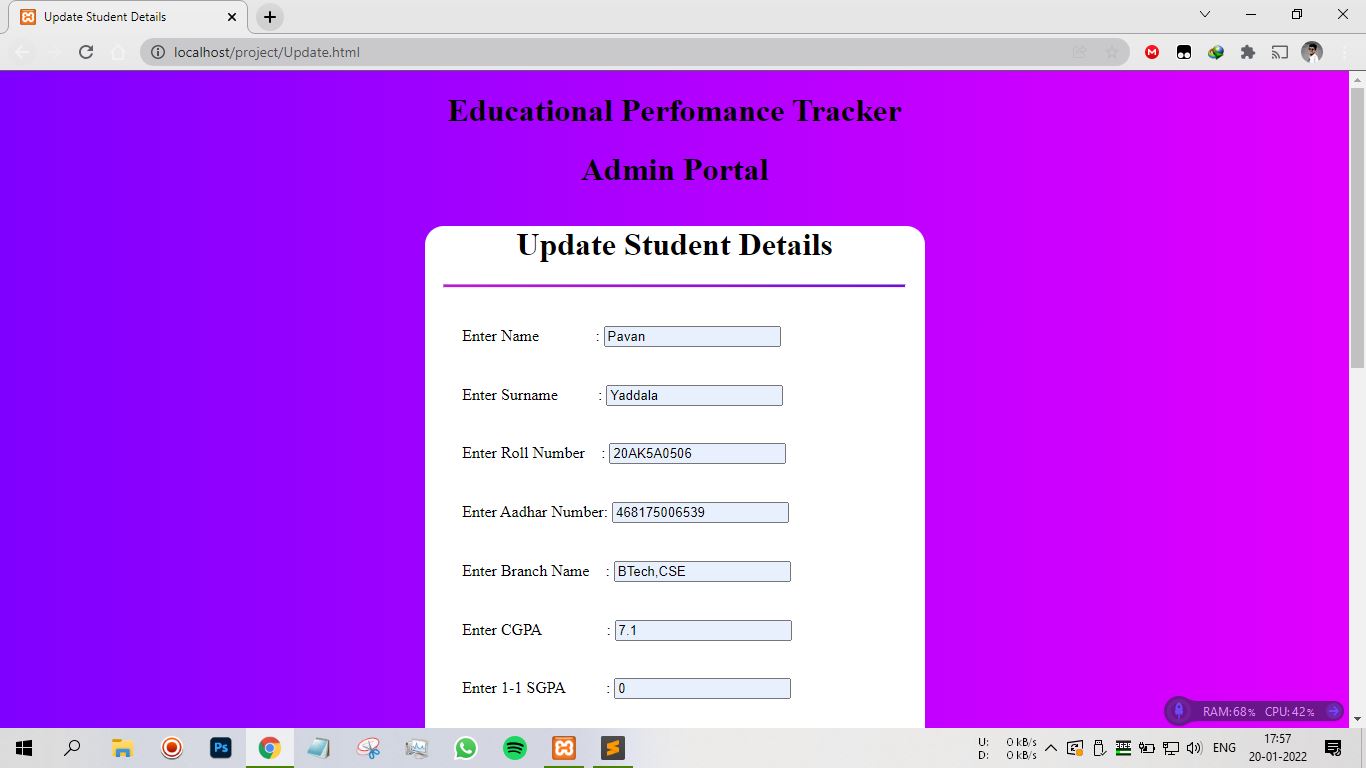 Update Student Details
localhost/project/Update.html
Educational Perfomance Tracker
Admin Portal
Update Student Details
Enter Name : Pavan
Enter Surname : Yaddala
Enter Roll Number : 20AK5A0506
Enter Aadhar Number: 468175006539
Enter Branch Name : BTech,CSE
Enter CGPA : 7.1
Enter 1-1 SGPA : 0
RAM: 68% CPU: 42%
Ps
U: 0 kB/s
D: 0 kB/s
ENG
17:57
20-01-2022